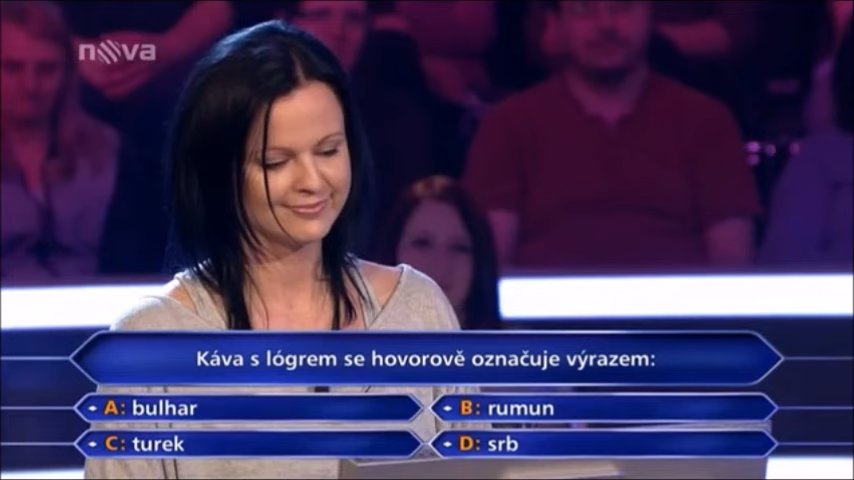 nova
Káva s lógrem se hovorově označuje výrazem:
A: bulhar
B: rumun
C: turek
D: srb